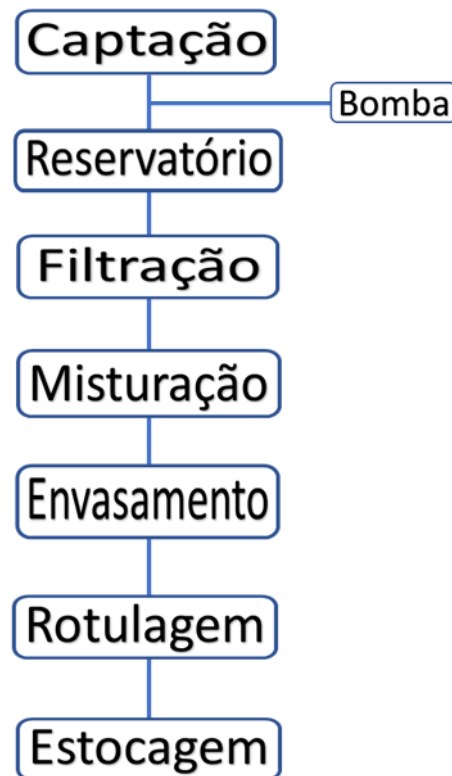 Captação
Bomba
Reservatório
Filtração
Misturação
Envasamento
Rotulagem
Estocagem